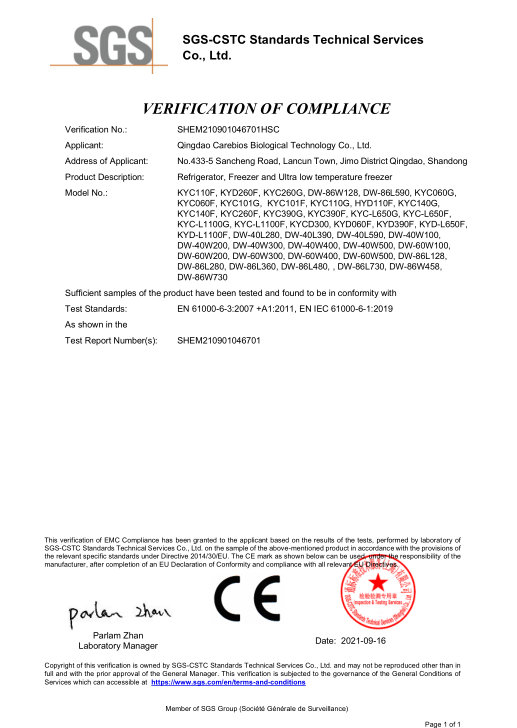 SGS
SGS-CSTC Standards Technical Services
Co., Ltd.
VERIFICATION OF COMPLIANCE
Verification No.: SHEM210901046701HSC
Applicant: Qingdao Carebios Biological Technology Co., Ltd.
Address of Applicant: No.433-5 Sancheng Road, Lancun Town, Jimo District Qingdao, Shandong
Product Description: Refrigerator, Freezer and Ultra low temperature freezer
Model No.: KYC110F, KYD260F, KYC260G, DW-86W128, DW-86L590, KYC060G,
KYC060F, KYC101G, KYC101F, KYC110G, HYD110F, KYC140G,
KYC140F, KYC260F, KYC390G, KYC390F, KYC-L650G, KYC-L650F,
KYC-L1100G, KYC-L1100F, KYCD300, KYD060F, KYD390F, KYD-L650F,
KYD-L1100F, DW-40L280, DW-40L390, DW-40L590, DW-40W100,
DW-40W200, DW-40W300, DW-40W400, DW-40W500, DW-60W100,
DW-60W200, DW-60W300, DW-60W400, DW-60W500, DW-86L128,
DW-86L280, DW-86L360, DW-86L480, , DW-86L730, DW-86W458,
DW-86W730
Sufficient samples of the product have been tested and found to be in conformity with
Test Standards: EN 61000-6-3:2007 +A1:2011, EN IEC 61000-6-1:2019
As shown in the
Test Report Number(s): SHEM210901046701
This verification of EMC Compliance has been granted to the applicant based on the results of the tests, performed by laboratory of
SGS-CSTC Standards Technical Services Co., Ltd. on the sample of the above-mentioned product in accordance with the provisions of
the relevant specific standards under Directive 2014/30/EU. The CE mark as shown below can be used, under the responsibility of the
manufacturer, after completion of an EU Declaration of Conformity and compliance with all relevant EU Directives.
Parlam Zhan
CE
检验检测专用章
Inspection & Testing Services
Parlam Zhan
Laboratory Manager
Date: 2021-09-16
Copyright of this verification is owned by SGS-CSTC Standards Technical Services Co., Ltd. and may not be reproduced other than in
full and with the prior approval of the General Manager. This verification is subjected to the governance of the General Conditions of
Services which can accessible at https://www.sgs.com/en/terms-and-conditions
Member of SGS Group (Société Générale de Surveillance)
Page 1 of 1